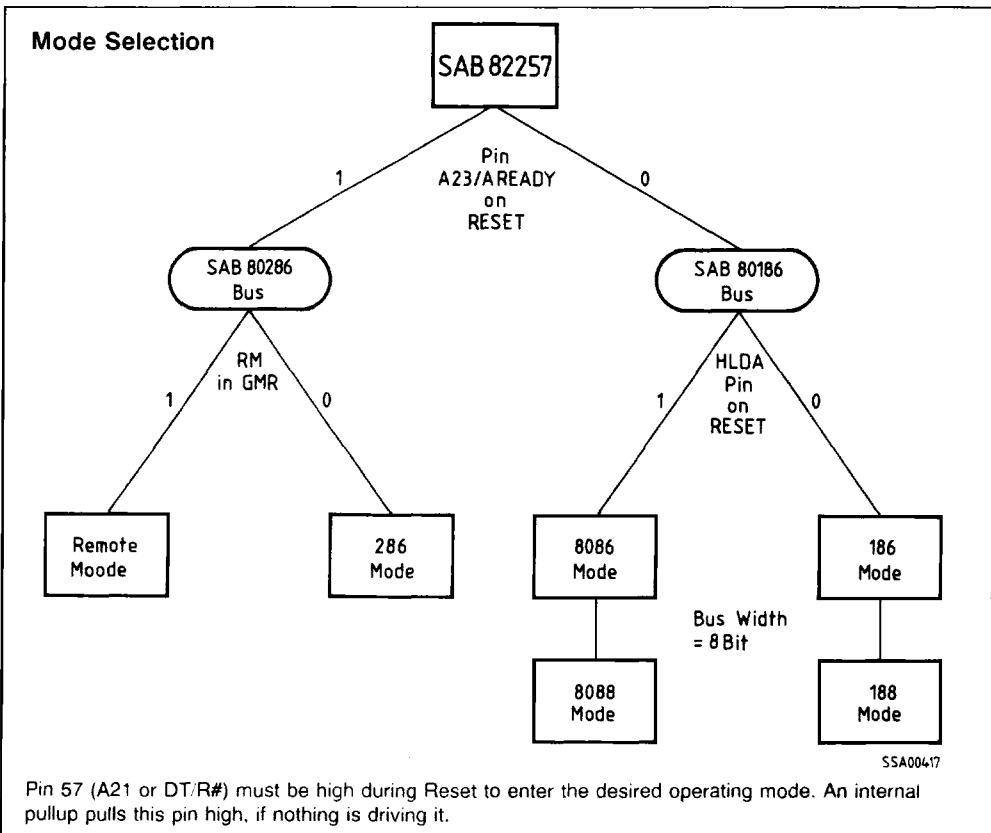 Mode Selection
SAB 82257
Pin
A23/AREADY
on
RESET
1
0
SAB 80286
Bus
SAB 80186
Bus
RM
in GMR
1
0
HLDA
Pin
on
RESET
1
0
Remote
Moode
286
Mode
8086
Mode
186
Mode
Bus Width
= 8Bit
8088
Mode
188
Mode
SSA00417
Pin 57 (A21 or DT/R#) must be high during Reset to enter the desired operating mode. An internal
pullup pulls this pin high, if nothing is driving it.